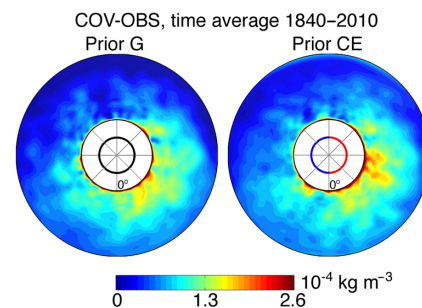 COV-OBS, time average 1840–2010
Prior G
Prior CE
0°
0°
10⁻⁴ kg m⁻³
0
1.3
2.6